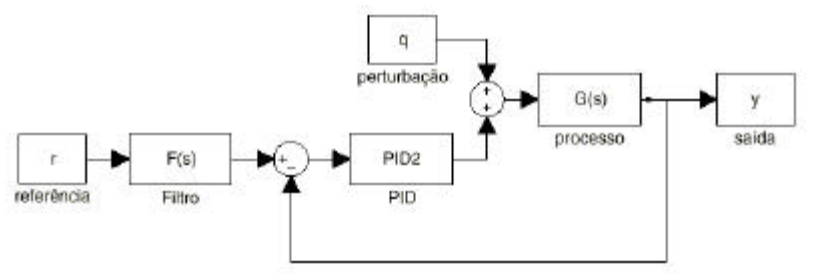 q
perturbação
+
+
G(s)
processo
y
saida
r
referência
F(s)
Filtro
+
−
PID2
PID